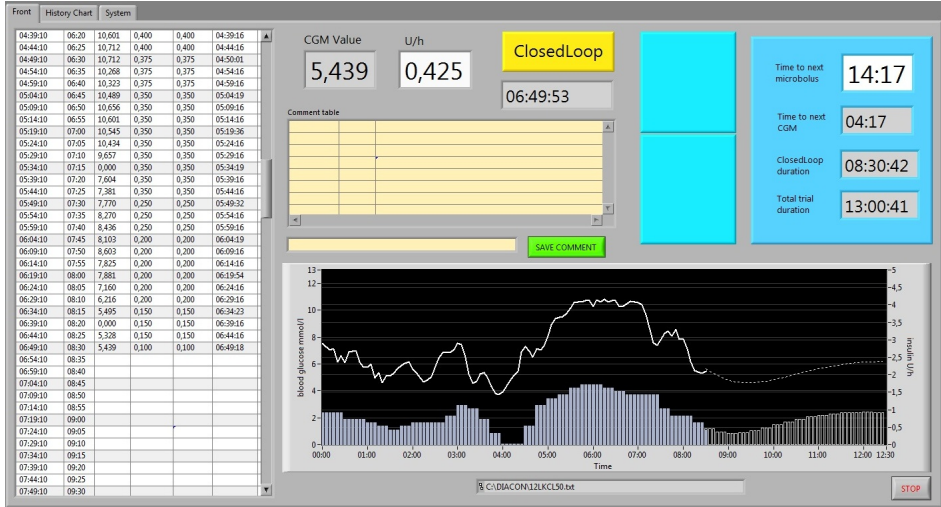 Front History Chart System
04:39:10 06:20 10,601 0,400 0,400 04:39:16
04:44:10 06:25 10,712 0,400 0,400 04:44:16
04:49:10 06:30 10,712 0,375 0,375 04:50:01
04:54:10 06:35 10,268 0,375 0,375 04:54:16
04:59:10 06:40 10,323 0,375 0,375 04:59:16
05:04:10 06:45 10,489 0,350 0,350 05:04:19
05:09:10 06:50 10,656 0,350 0,350 05:09:16
05:14:10 06:55 10,601 0,350 0,350 05:14:16
05:19:10 07:00 10,545 0,350 0,350 05:19:36
05:24:10 07:05 10,434 0,350 0,350 05:24:16
05:29:10 07:10 9,657 0,350 0,350 05:29:16
05:34:10 07:15 0,000 0,350 0,350 05:34:19
05:39:10 07:20 7,604 0,350 0,350 05:39:16
05:44:10 07:25 7,381 0,350 0,350 05:44:16
05:49:10 07:30 7,770 0,250 0,250 05:49:32
05:54:10 07:35 8,270 0,250 0,250 05:54:16
05:59:10 07:40 8,436 0,250 0,250 05:59:16
06:04:10 07:45 8,103 0,200 0,200 06:04:19
06:09:10 07:50 8,603 0,200 0,200 06:09:16
06:14:10 07:55 7,825 0,200 0,200 06:14:16
06:19:10 08:00 7,881 0,200 0,200 06:19:54
06:24:10 08:05 7,160 0,200 0,200 06:24:16
06:29:10 08:10 6,216 0,200 0,200 06:29:16
06:34:10 08:15 5,495 0,150 0,150 06:34:23
06:39:10 08:20 0,000 0,150 0,150 06:39:16
06:44:10 08:25 5,328 0,150 0,150 06:44:16
06:49:10 08:30 5,439 0,100 0,100 06:49:18
06:54:10 08:35
06:59:10 08:40
07:04:10 08:45
07:09:10 08:50
07:14:10 08:55
07:19:10 09:00
07:24:10 09:05
07:29:10 09:10
07:34:10 09:15
07:39:10 09:20
07:44:10 09:25
07:49:10 09:30
CGM Value
5,439
U/h
0,425
ClosedLoop
06:49:53
Comment table
SAVE COMMENT
Time to next
microbolus
14:17
Time to next
CGM
04:17
ClosedLoop
duration
08:30:42
Total trial
duration
13:00:41
blood glucose mmol/l
13
12
10
8
6
4
2
0
5
4,5
4
3,5
3
2,5
2
1,5
1
0,5
0
insulin U/h
00:00 01:00 02:00 03:00 04:00 05:00 06:00 07:00 08:00 09:00 10:00 11:00 12:00 12:30
Time
C:\DIACON\12LKCL50.txt
STOP